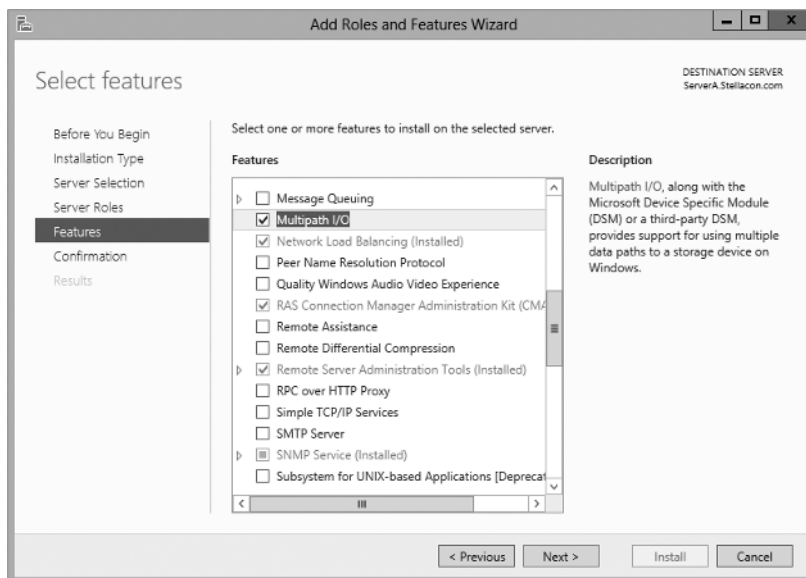 Add Roles and Features Wizard
Select features
DESTINATION SERVER
ServerA.Stellacon.com
Before You Begin
Installation Type
Server Selection
Server Roles
Features
Confirmation
Results
Select one or more features to install on the selected server.
Features
Message Queuing
Multipath I/O
Network Load Balancing (Installed)
Peer Name Resolution Protocol
Quality Windows Audio Video Experience
RAS Connection Manager Administration Kit (CMA
Remote Assistance
Remote Differential Compression
Remote Server Administration Tools (Installed)
RPC over HTTP Proxy
Simple TCP/IP Services
SMTP Server
SNMP Service (Installed)
Subsystem for UNIX-based Applications [Deprecat
Description
Multipath I/O, along with the
Microsoft Device Specific Module
(DSM) or a third-party DSM,
provides support for using multiple
data paths to a storage device on
Windows.
< Previous
Next >
Install
Cancel